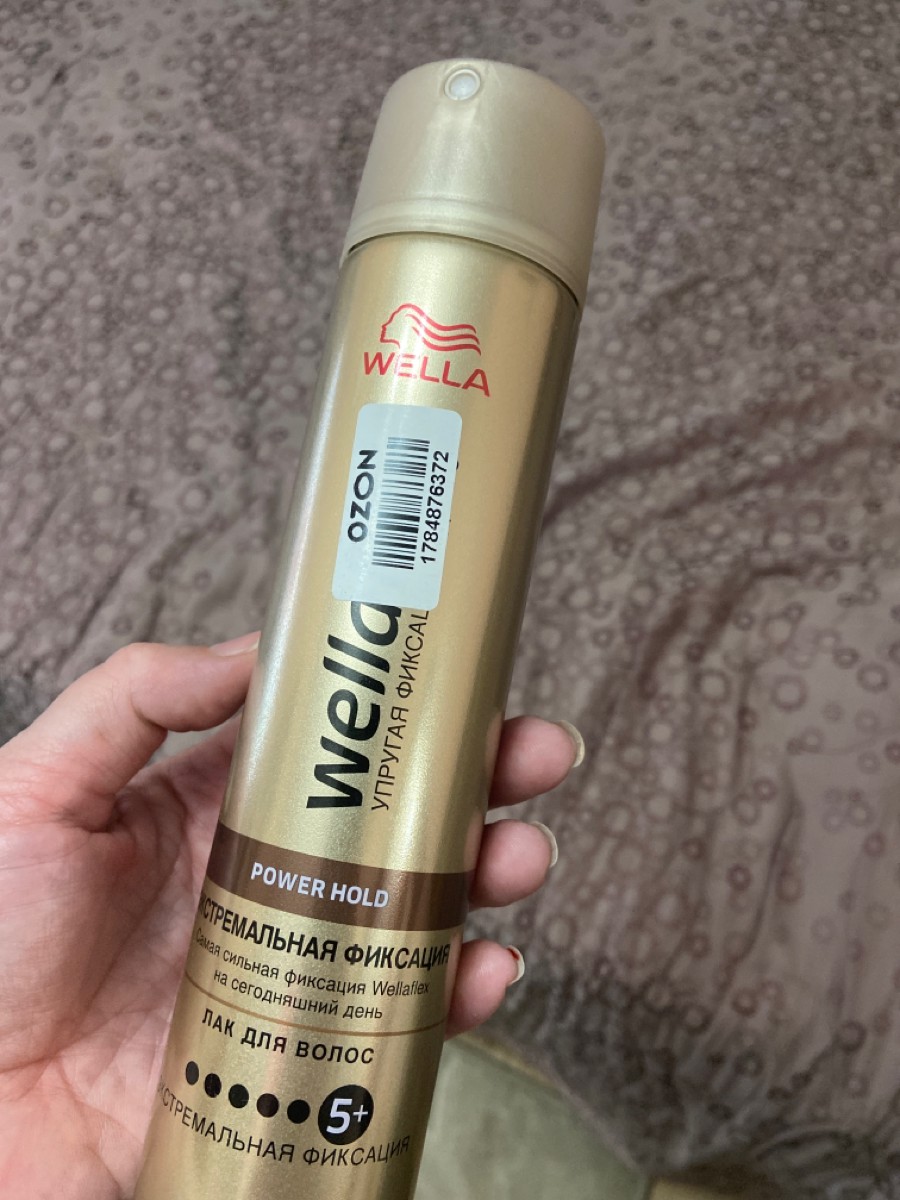 WELLA
OZON
1784876372
wella
УПРУГАЯ ФИКСАЦ
POWER HOLD
КСТРЕМАЛЬНАЯ ФИКСАЦИЯ
Самая сильная фиксация Wellaflex
на сегодняшний день
ЛАК ДЛЯ ВОЛОС
5+
КСТРЕМАЛЬНАЯ ФИКСАЦИЯ